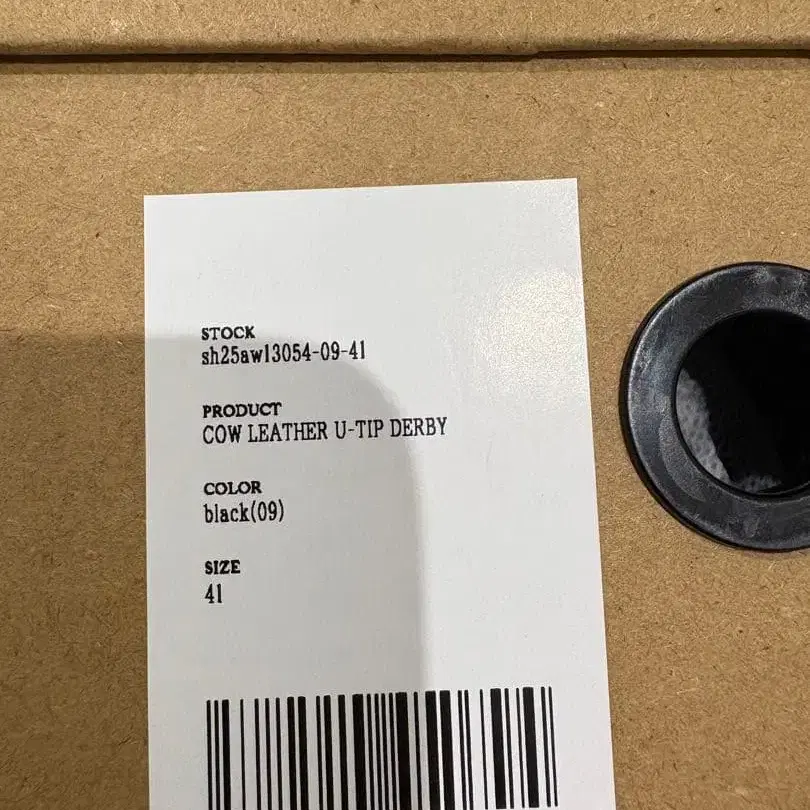 STOCK
sh25aw13054-09-41
PRODUCT
COW LEATHER U-TIP DERBY
COLOR
black(09)
SIZE
41